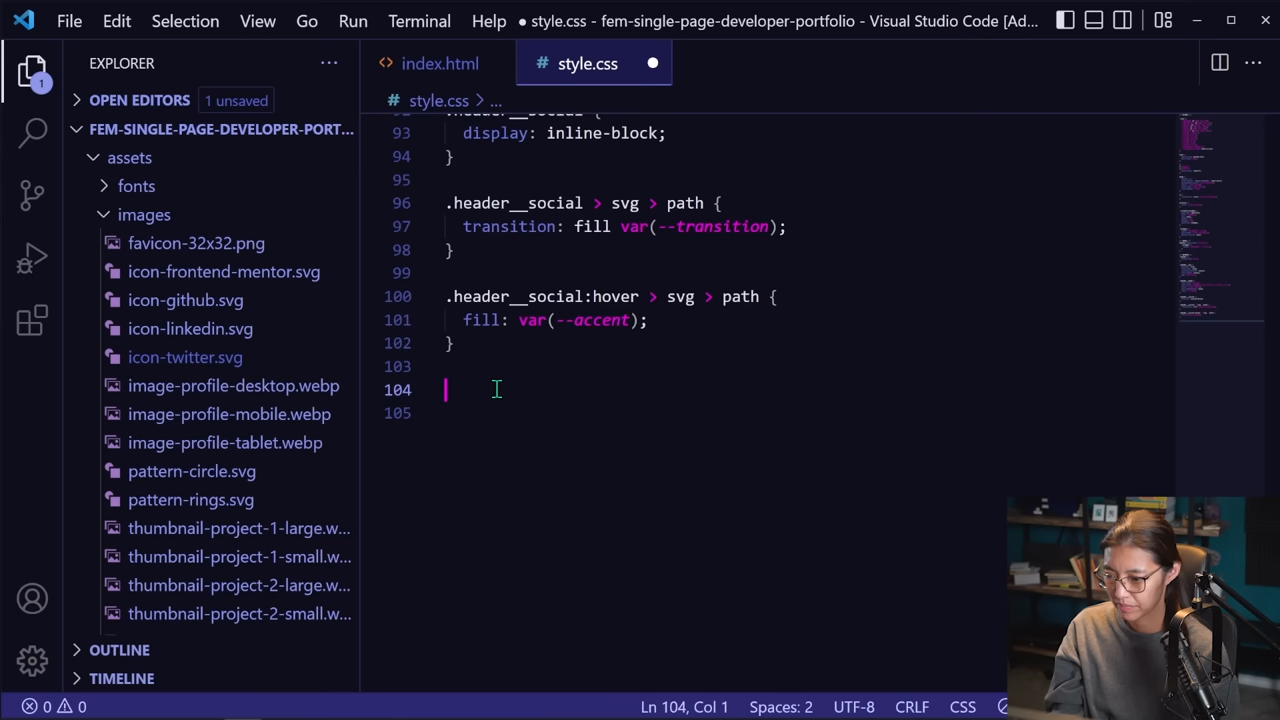 File Edit Selection View Go Run Terminal Help ● style.css - fem-single-page-developer-portfolio - Visual Studio Code [Ad...
EXPLORER ...
1
OPEN EDITORS 1 unsaved
FEM-SINGLE-PAGE-DEVELOPER-PORT...
assets
fonts
images
favicon-32x32.png
icon-frontend-mentor.svg
icon-github.svg
icon-linkedin.svg
icon-twitter.svg
image-profile-desktop.webp
image-profile-mobile.webp
image-profile-tablet.webp
pattern-circle.svg
pattern-rings.svg
thumbnail-project-1-large.w...
thumbnail-project-1-small.w...
thumbnail-project-2-large.w...
thumbnail-project-2-small.w...
OUTLINE
TIMELINE
<> index.html # style.css ●
# style.css > ...
92 .header__social {
93 display: inline-block;
94 }
95
96 .header__social > svg > path {
97 transition: fill var(--transition);
98 }
99
100 .header__social:hover > svg > path {
101 fill: var(--accent);
102 }
103
104
105
0 0 Ln 104, Col 1 Spaces: 2 UTF-8 CRLF CSS